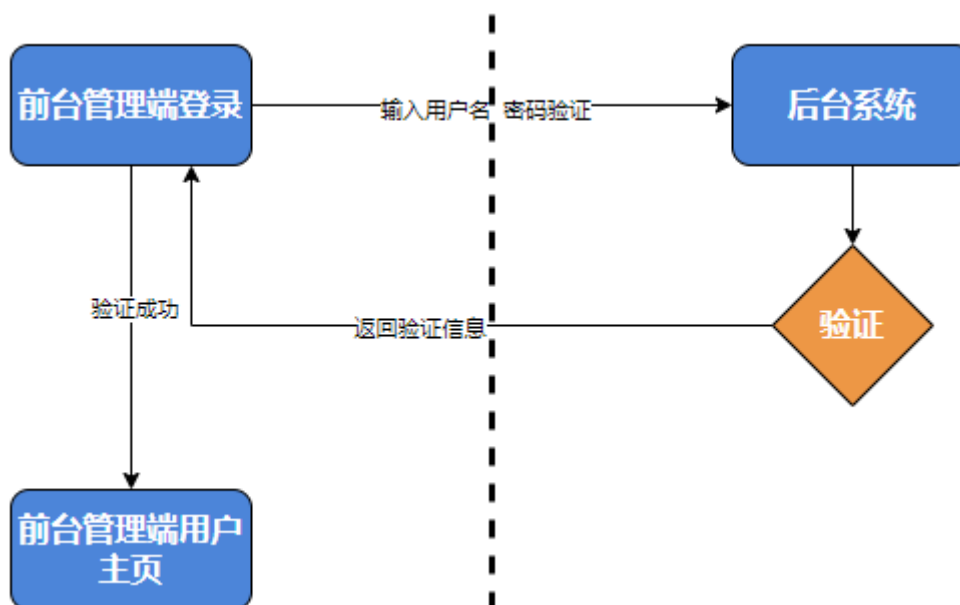 前台管理端登录
输入用户名 密码验证
后台系统
验证成功
返回验证信息
验证
前台管理端用户
主页